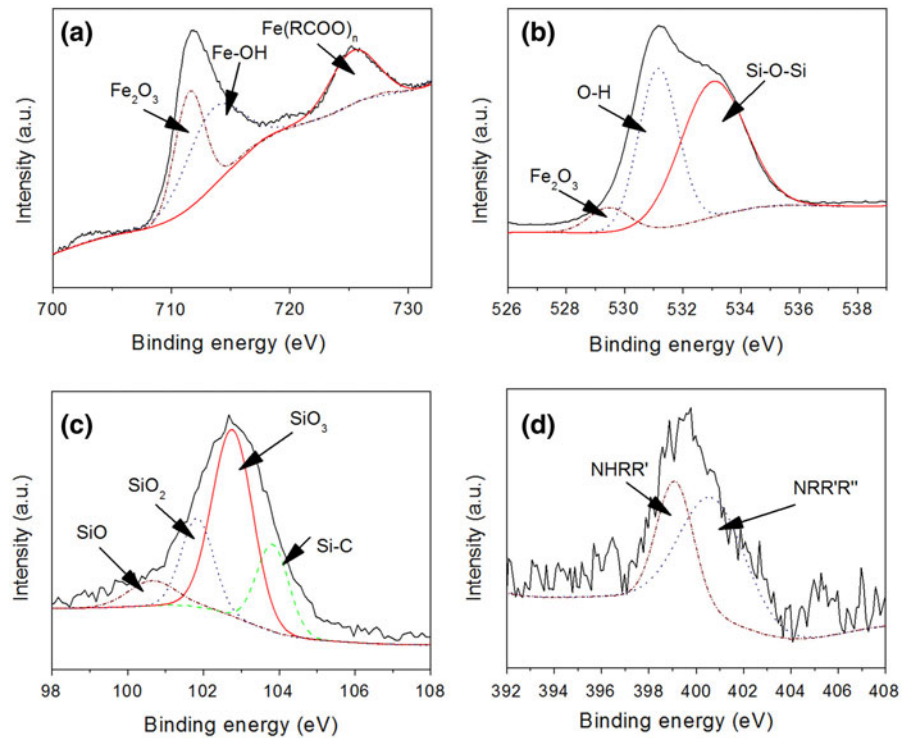 (a)
Fe(RCOO)n
Fe-OH
Fe2O3
Intensity (a.u.)
700 710 720 730
Binding energy (eV)
(b)
Si-O-Si
O-H
Fe2O3
Intensity (a.u.)
526 528 530 532 534 536 538
Binding energy (eV)
(c)
SiO3
SiO2
SiO
Si-C
Intensity (a.u.)
98 100 102 104 106 108
Binding energy (eV)
(d)
NHRR'
NRR'R''
Intensity (a.u.)
392 394 396 398 400 402 404 406 408
Binding energy (eV)